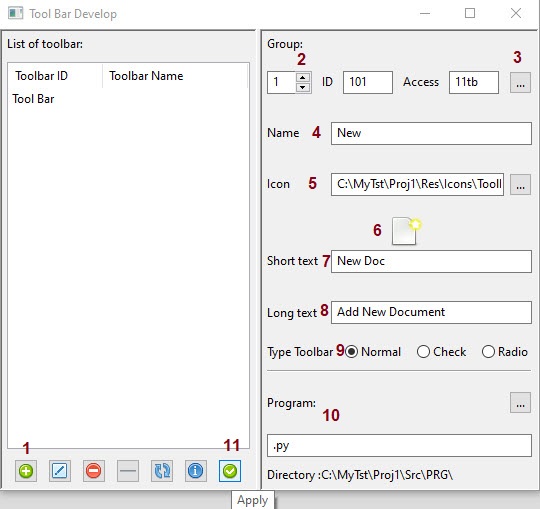 Tool Bar Develop
List of toolbar:
Toolbar ID Toolbar Name
Tool Bar
1
11
Apply
Group:
2
3
1 ID 101 Access 11tb ...
Name 4 New
Icon 5 C:\MyTst\Proj1\Res\Icons\Tooll ...
6
Short text 7 New Doc
Long text 8 Add New Document
Type Toolbar 9 Normal Check Radio
Program: ...
10
.py
Directory :C:\MyTst\Proj1\Src\PRG\